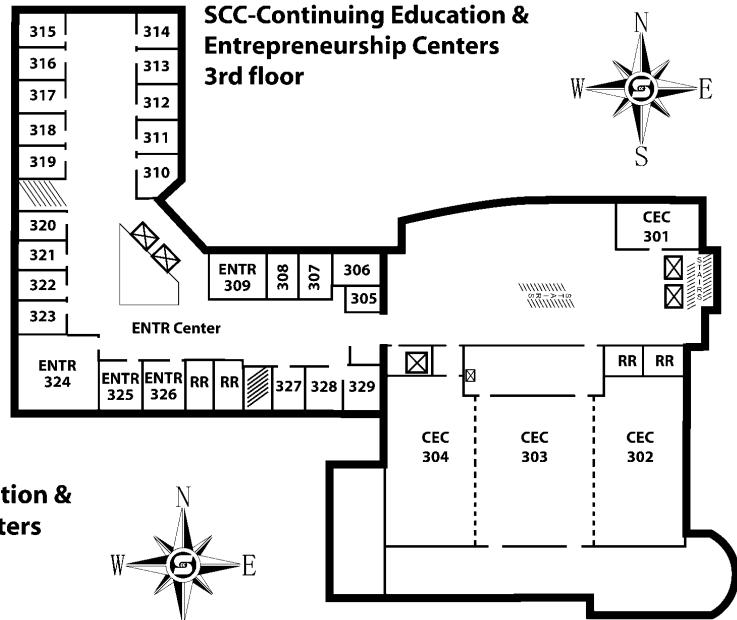 SCC-Continuing Education &
Entrepreneurship Centers
3rd floor
N
W
E
S
315
316
317
318
319
320
321
322
323
314
313
312
311
310
ENTR
309
308
307
306
305
ENTR Center
ENTR
324
ENTR
325
ENTR
326
RR
RR
327
328
329
CEC
301
STAIRS
STAIRS
RR
RR
CEC
304
CEC
303
CEC
302
tion &
ters
N
W
E